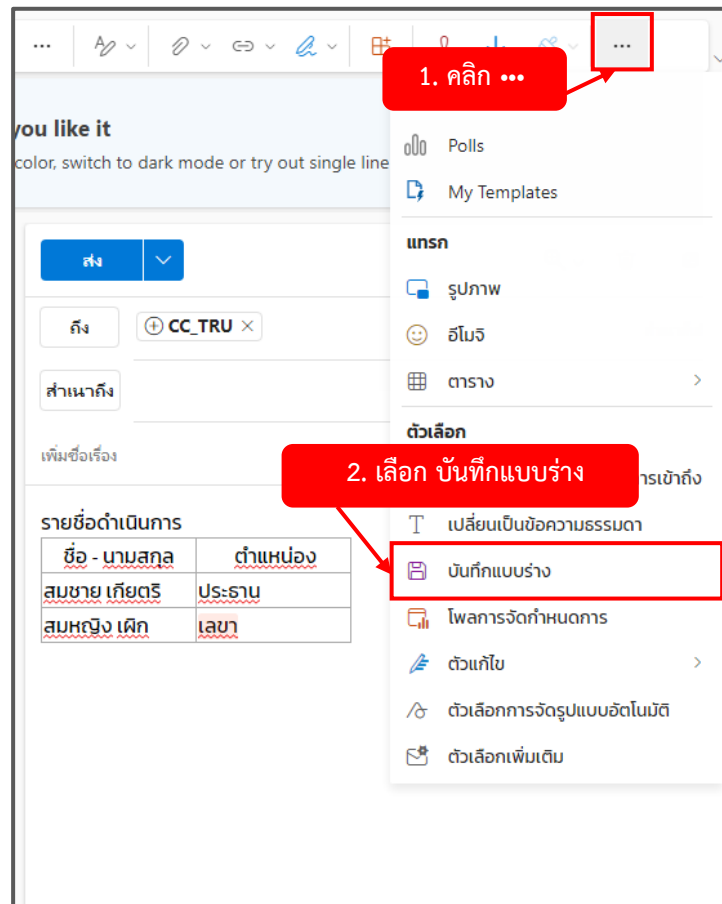 1. คลิก •••
you like it
color, switch to dark mode or try out single line
Polls
My Templates
แทรก
รูปภาพ
อีโมจิ
ตาราง
ตัวเลือก
2. เลือก บันทึกแบบร่าง
ารเข้าถึง
เปลี่ยนเป็นข้อความธรรมดา
บันทึกแบบร่าง
โพลการจัดกำหนดการ
ตัวแก้ไข
ตัวเลือกการจัดรูปแบบอัตโนมัติ
ตัวเลือกเพิ่มเติม
ส่ง
ถึง
CC_TRU
สำเนาถึง
เพิ่มชื่อเรื่อง
รายชื่อดำเนินการ
ชื่อ - นามสกุล ตำแหน่อง
สมชาย เกียตริ ประธาน
สมหญิง เผิก เลขา